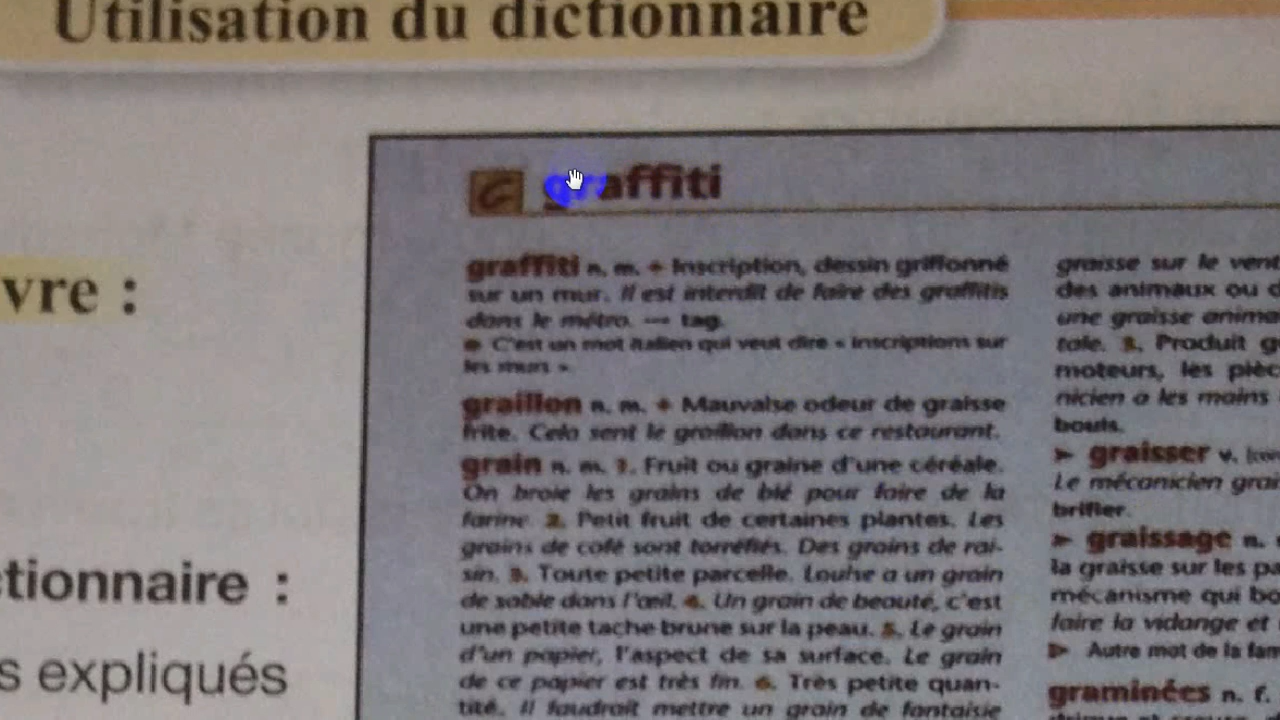 Utilisation du dictionnaire
vre :
ctionnaire :
s expliqués
G graffiti
graffiti n. m. ♦ Inscription, dessin griffonné
sur un mur. Il est interdit de faire des graffitis
dans le métro. → tag.
● C'est un mot italien qui veut dire « inscriptions sur
les murs ».
graillon n. m. ♦ Mauvaise odeur de graisse
frite. Cela sent le graillon dans ce restaurant.
grain n. m. 1. Fruit ou graine d'une céréale.
On broie les grains de blé pour faire de la
farine. 2. Petit fruit de certaines plantes. Les
grains de café sont torréfiés. Des grains de rai-
sin. 3. Toute petite parcelle. Louise a un grain
de sable dans l'œil. 4. Un grain de beauté, c'est
une petite tache brune sur la peau. 5. Le grain
d'un papier, l'aspect de sa surface. Le grain
de ce papier est très fin. 6. Très petite quan-
tité. Il faudrait mettre un grain de fantaisie
graisse sur le vent
des animaux ou d
une graisse anima
tale. 2. Produit g
moteurs, les pièc
nicien a les mains
bouis.
► graisser v.
Le mécanicien grai
brifier.
► graissage n.
la graisse sur les pa
mécanisme qui bo
faire la vidange et
► Autre mot de la fam
graminées n. f.